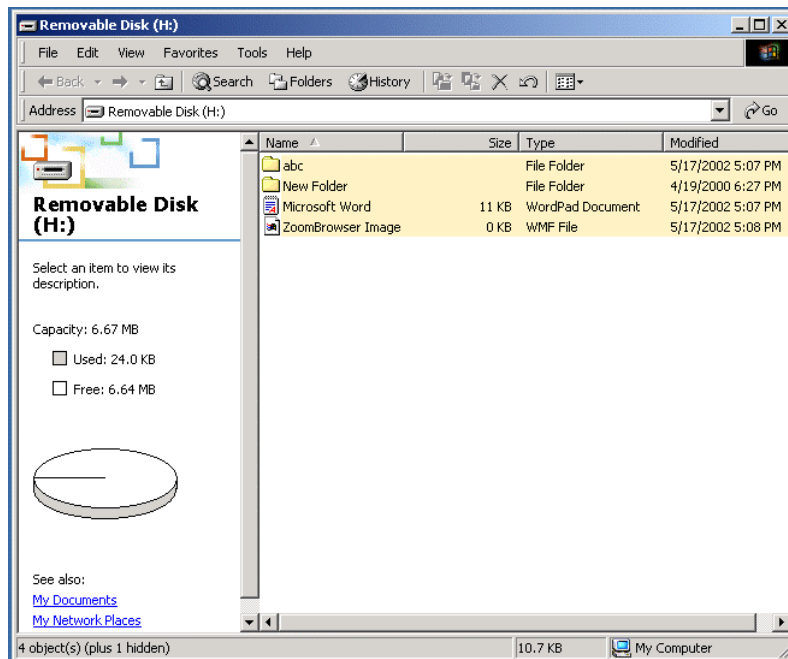 Removable Disk (H:)
File Edit View Favorites Tools Help
Back Search Folders History
Address Removable Disk (H:) Go
Removable Disk
(H:)
Select an item to view its
description.
Capacity: 6.67 MB
Used: 24.0 KB
Free: 6.64 MB
See also:
My Documents
My Network Places
Name Size Type Modified
abc File Folder 5/17/2002 5:07 PM
New Folder File Folder 4/19/2000 6:27 PM
Microsoft Word 11 KB WordPad Document 5/17/2002 5:07 PM
ZoomBrowser Image 0 KB WMF File 5/17/2002 5:08 PM
4 object(s) (plus 1 hidden) 10.7 KB My Computer